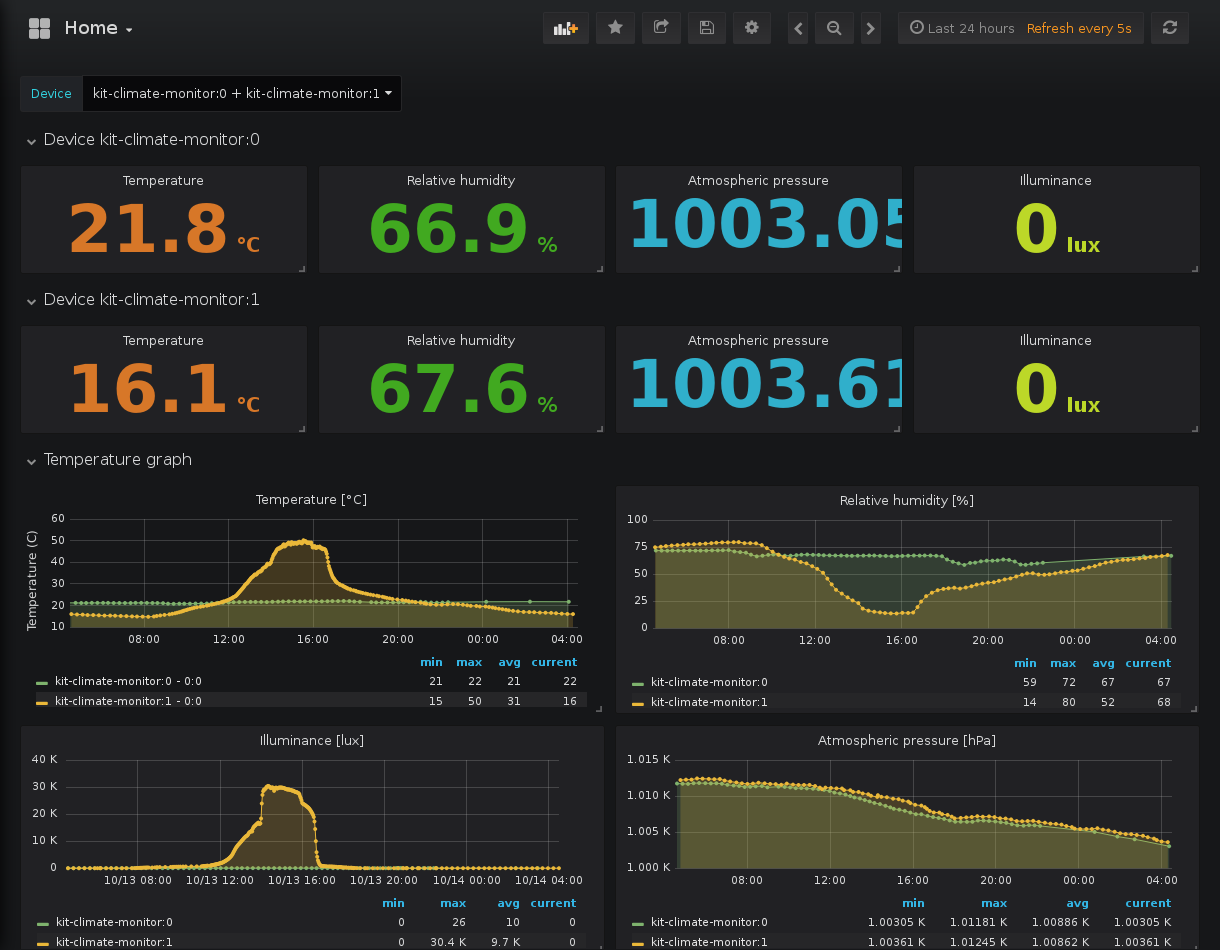 Home
Last 24 hours Refresh every 5s
Device kit-climate-monitor:0 + kit-climate-monitor:1
Device kit-climate-monitor:0
Temperature Relative humidity Atmospheric pressure Illuminance
21.8 °C 66.9 % 1003.05 0 lux
Device kit-climate-monitor:1
Temperature Relative humidity Atmospheric pressure Illuminance
16.1 °C 67.6 % 1003.61 0 lux
Temperature graph
Temperature [°C]
Temperature (C)
60
50
40
30
20
10
08:00 12:00 16:00 20:00 00:00 04:00
min max avg current
kit-climate-monitor:0 - 0:0 21 22 21 22
kit-climate-monitor:1 - 0:0 15 50 31 16
Relative humidity [%]
100
75
50
25
0
08:00 12:00 16:00 20:00 00:00 04:00
min max avg current
kit-climate-monitor:0 59 72 67 67
kit-climate-monitor:1 14 80 52 68
Illuminance [lux]
40 K
30 K
20 K
10 K
0
10/13 08:00 10/13 12:00 10/13 16:00 10/13 20:00 10/14 00:00 10/14 04:00
min max avg current
kit-climate-monitor:0 0 26 10 0
kit-climate-monitor:1 0 30.4 K 9.7 K 0
Atmospheric pressure [hPa]
1.015 K
1.010 K
1.005 K
1.000 K
08:00 12:00 16:00 20:00 00:00 04:00
min max avg current
kit-climate-monitor:0 1.00305 K 1.01181 K 1.00886 K 1.00305 K
kit-climate-monitor:1 1.00361 K 1.01245 K 1.00862 K 1.00361 K